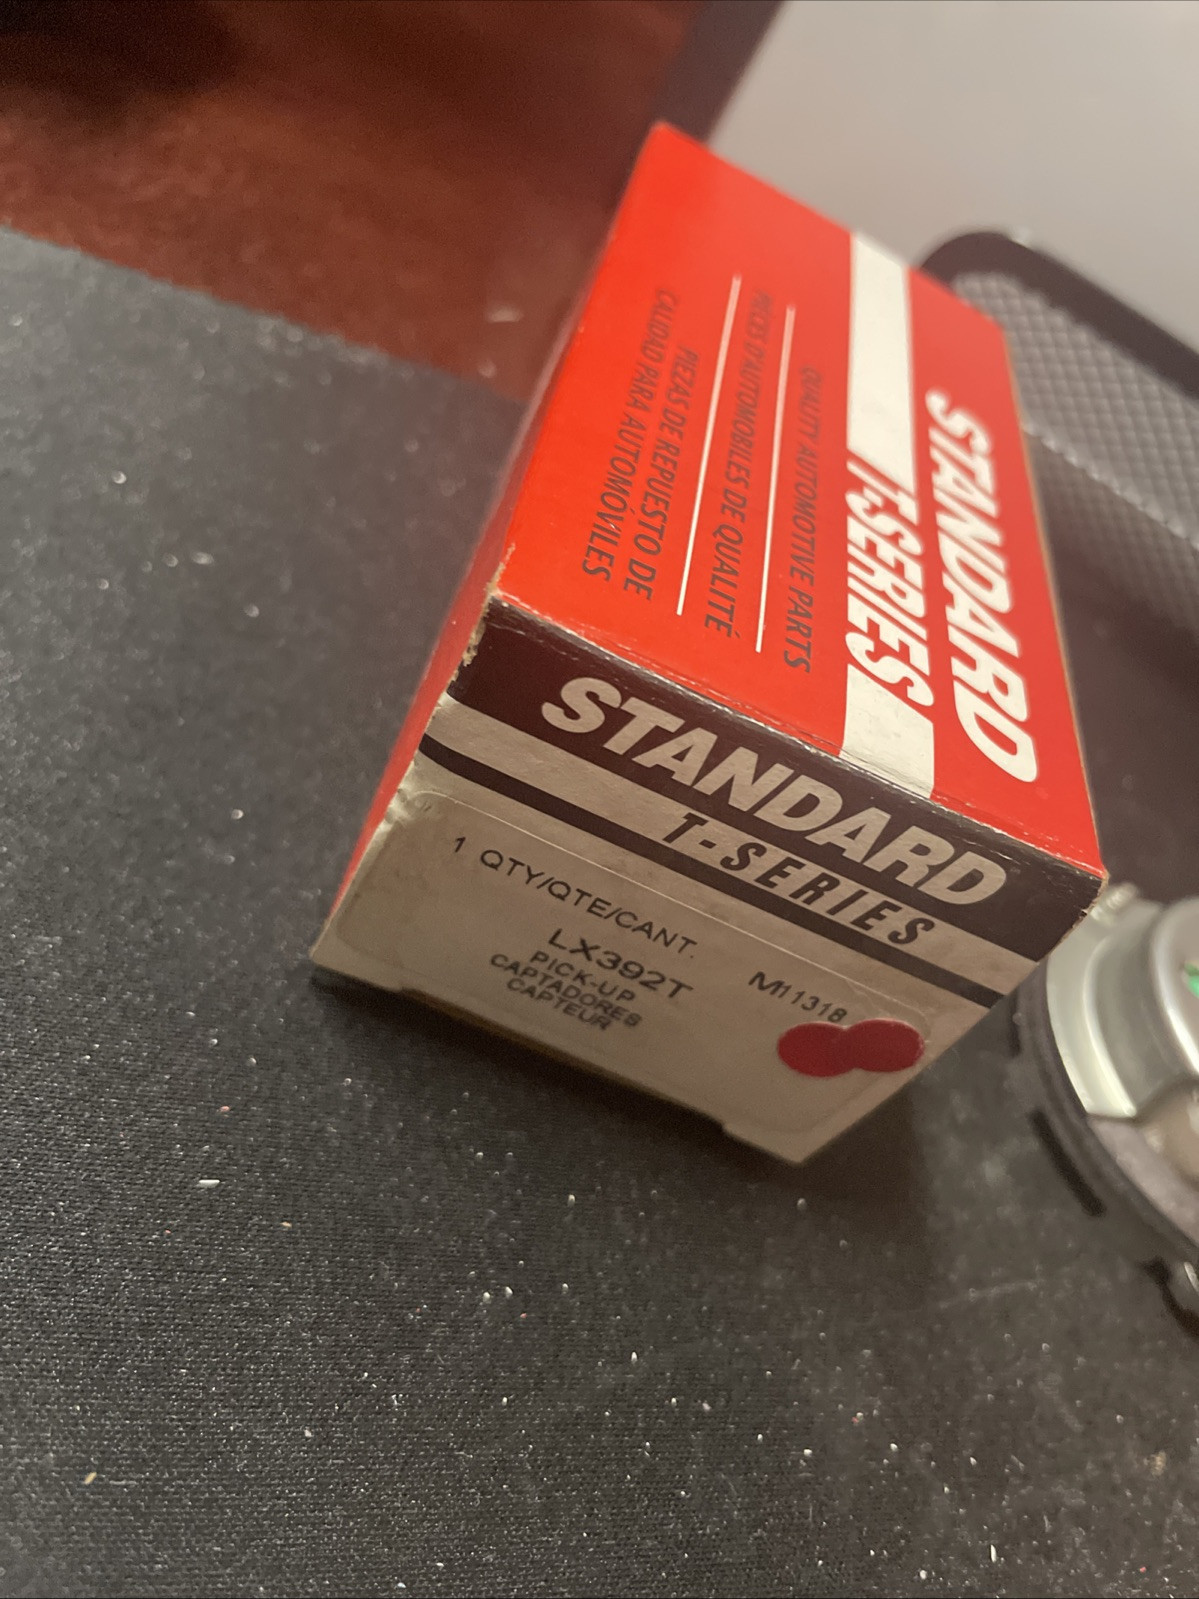 STANDARD
T-SERIES
QUALITY AUTOMOTIVE PARTS
PIÈCES D'AUTOMOBILES DE QUALITÉ
PIEZAS DE REPUESTO DE
CALIDAD PARA AUTOMÓVILES
STANDARD
T-SERIES
1 QTY/QTE/CANT. M11318
LX392T
PICK-UP
CAPTADORES
CAPTEUR